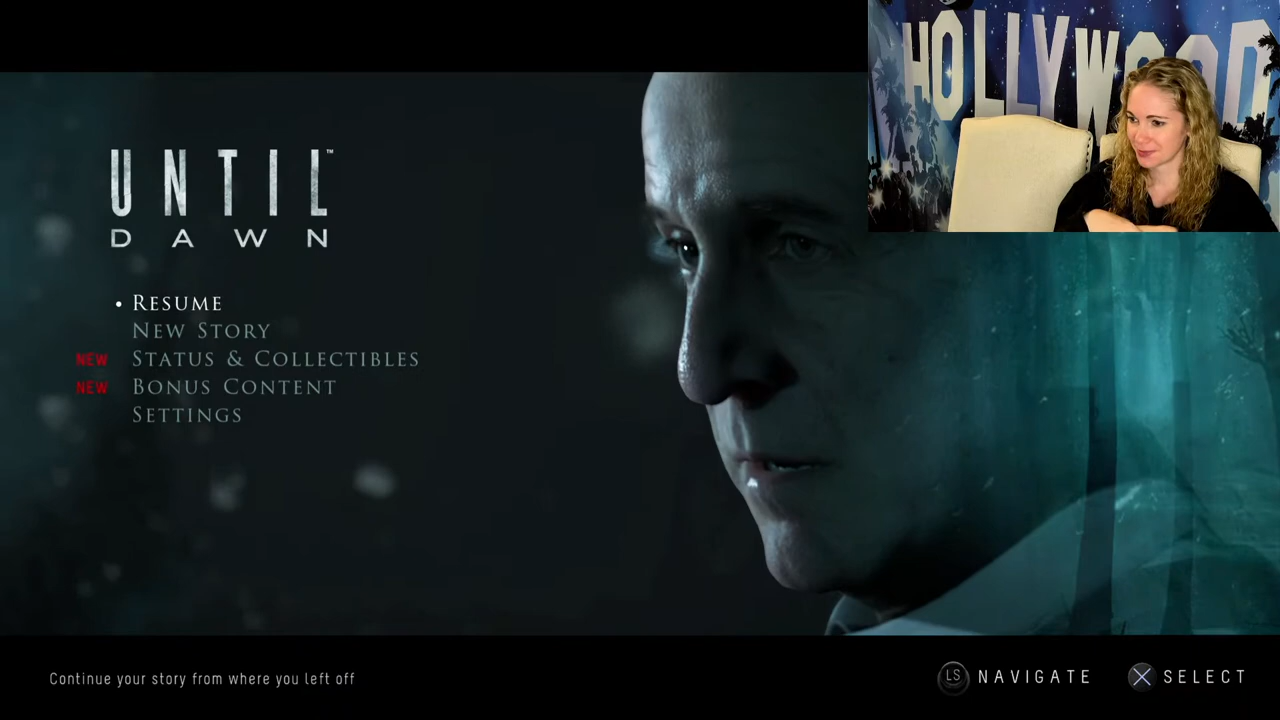 HOLLYWOOD
UNTIL™
DAWN
• RESUME
NEW STORY
NEW STATUS & COLLECTIBLES
NEW BONUS CONTENT
SETTINGS
Continue your story from where you left off
LS NAVIGATE
SELECT